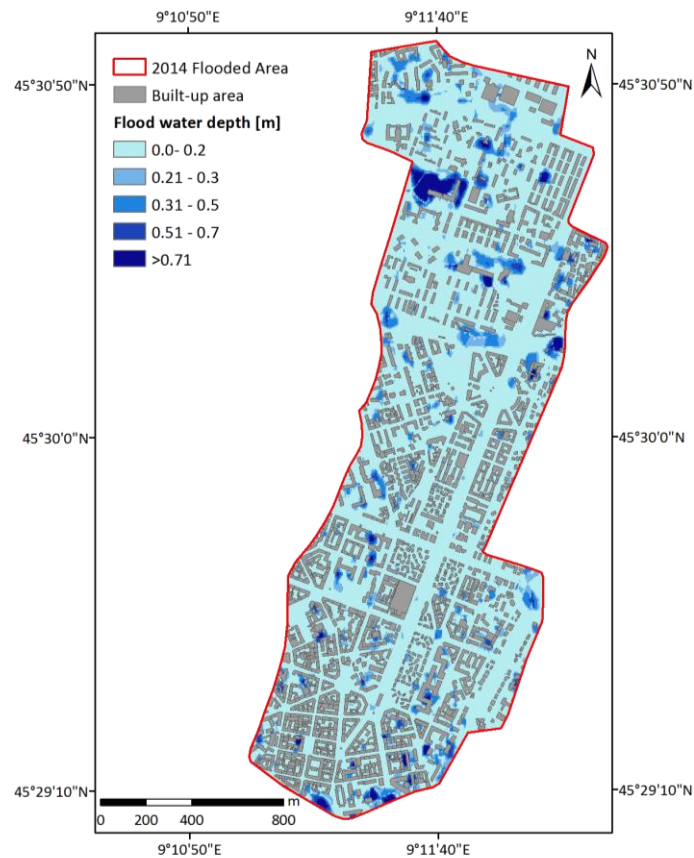 9°10'50"E 9°11'40"E
N
45°30'50"N 45°30'50"N
2014 Flooded Area
Built-up area
Flood water depth [m]
0.0- 0.2
0.21 - 0.3
0.31 - 0.5
0.51 - 0.7
>0.71
45°30'0"N 45°30'0"N
45°29'10"N 45°29'10"N
m
0 200 400 800
9°10'50"E 9°11'40"E